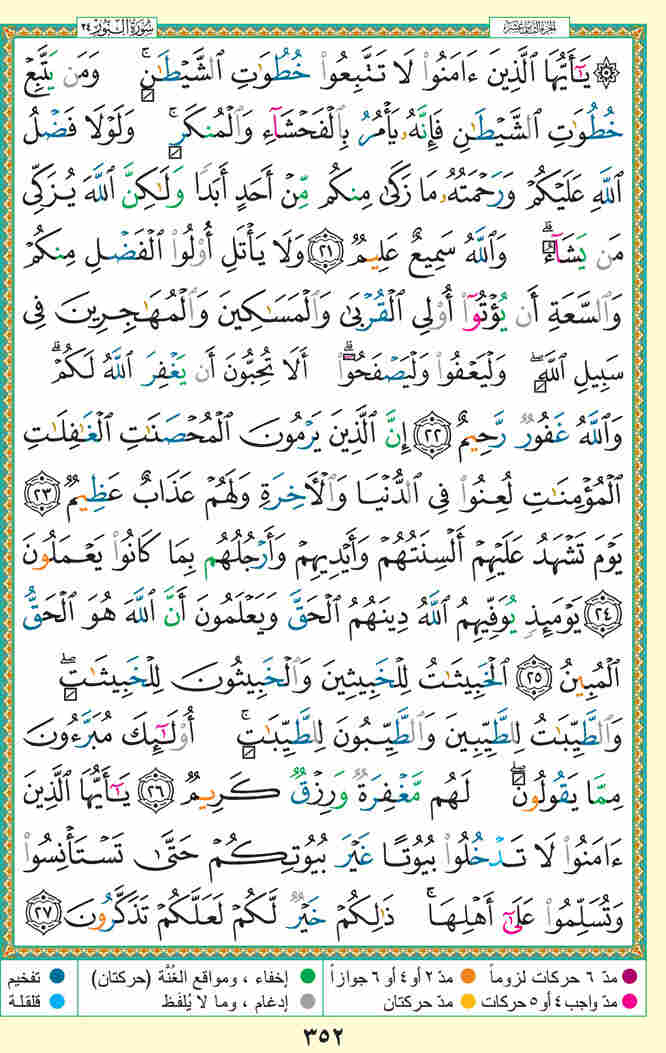 سُورَةُ النُّورِ ٢٤
۞ يَٰٓأَيُّهَا ٱلَّذِينَ ءَامَنُوا۟ لَا تَتَّبِعُوا۟ خُطُوَٰتِ ٱلشَّيْطَٰنِ ۚ وَمَن يَتَّبِعْ
خُطُوَٰتِ ٱلشَّيْطَٰنِ فَإِنَّهُۥ يَأْمُرُ بِٱلْفَحْشَآءِ وَٱلْمُنكَرِ ۚ وَلَوْلَا فَضْلُ
ٱللَّهِ عَلَيْكُمْ وَرَحْمَتُهُۥ مَا زَكَىٰ مِنكُم مِّنْ أَحَدٍ أَبَدًا وَلَٰكِنَّ ٱللَّهَ يُزَكِّى
مَن يَشَآءُ ۗ وَٱللَّهُ سَمِيعٌ عَلِيمٌ ٢١ وَلَا يَأْتَلِ أُو۟لُوا۟ ٱلْفَضْلِ مِنكُمْ
وَٱلسَّعَةِ أَن يُؤْتُوٓا۟ أُو۟لِى ٱلْقُرْبَىٰ وَٱلْمَسَٰكِينَ وَٱلْمُهَٰجِرِينَ فِى
سَبِيلِ ٱللَّهِ ۖ وَلْيَعْفُوا۟ وَلْيَصْفَحُوٓا۟ ۗ أَلَا تُحِبُّونَ أَن يَغْفِرَ ٱللَّهُ لَكُمْ ۗ
وَٱللَّهُ غَفُورٌ رَّحِيمٌ ٢٢ إِنَّ ٱلَّذِينَ يَرْمُونَ ٱلْمُحْصَنَٰتِ ٱلْغَٰفِلَٰتِ
ٱلْمُؤْمِنَٰتِ لُعِنُوا۟ فِى ٱلدُّنْيَا وَٱلْءَاخِرَةِ وَلَهُمْ عَذَابٌ عَظِيمٌ ٢٣
يَوْمَ تَشْهَدُ عَلَيْهِمْ أَلْسِنَتُهُمْ وَأَيْدِيهِمْ وَأَرْجُلُهُم بِمَا كَانُوا۟ يَعْمَلُونَ
٢٤ يَوْمَئِذٍ يُوَفِّيهِمُ ٱللَّهُ دِينَهُمُ ٱلْحَقَّ وَيَعْلَمُونَ أَنَّ ٱللَّهَ هُوَ ٱلْحَقُّ
ٱلْمُبِينُ ٢٥ ٱلْخَبِيثَٰتُ لِلْخَبِيثِينَ وَٱلْخَبِيثُونَ لِلْخَبِيثَٰتِ ۖ
وَٱلطَّيِّبَٰتُ لِلطَّيِّبِينَ وَٱلطَّيِّبُونَ لِلطَّيِّبَٰتِ ۚ أُو۟لَٰٓئِكَ مُبَرَّءُونَ
مِمَّا يَقُولُونَ ۖ لَهُم مَّغْفِرَةٌ وَرِزْقٌ كَرِيمٌ ٢٦ يَٰٓأَيُّهَا ٱلَّذِينَ
ءَامَنُوا۟ لَا تَدْخُلُوا۟ بُيُوتًا غَيْرَ بُيُوتِكُمْ حَتَّىٰ تَسْتَأْنِسُوا۟
وَتُسَلِّمُوا۟ عَلَىٰٓ أَهْلِهَا ۚ ذَٰلِكُمْ خَيْرٌ لَّكُمْ لَعَلَّكُمْ تَذَكَّرُونَ ٢٧
مدّ ٦ حركات لزوماً مدّ ٢ أو ٤ أو ٦ جوازاً إخفاء ، ومواقع الغُنَّة (حركتان) تفخيم
مدّ واجب ٤ أو ٥ حركات مدّ حركتان إدغام ، وما لا يُلفَظ قلقلة
٣٥٢